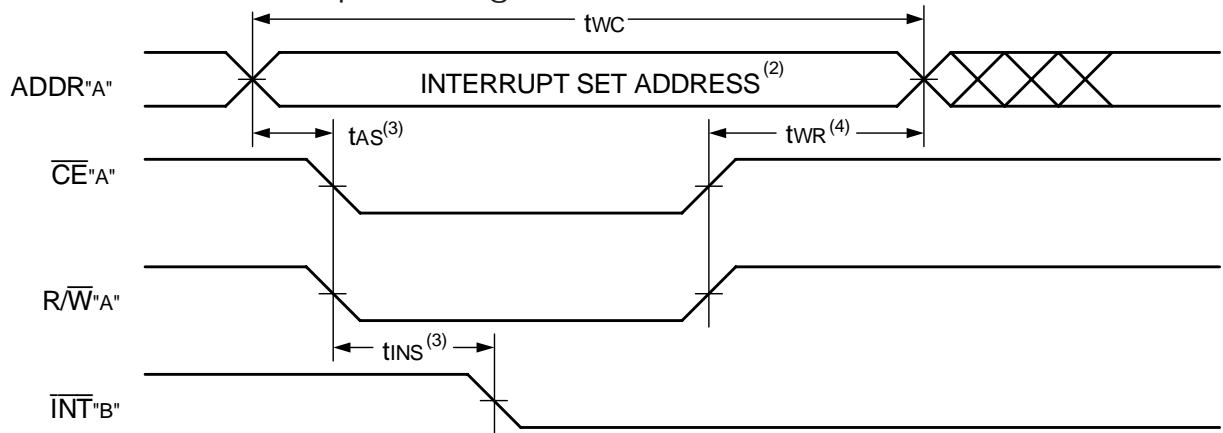 tWC
ADDR"A"
INTERRUPT SET ADDRESS(2)
tAS(3)
tWR(4)
CE"A"
R/W"A"
tINS(3)
INT"B"